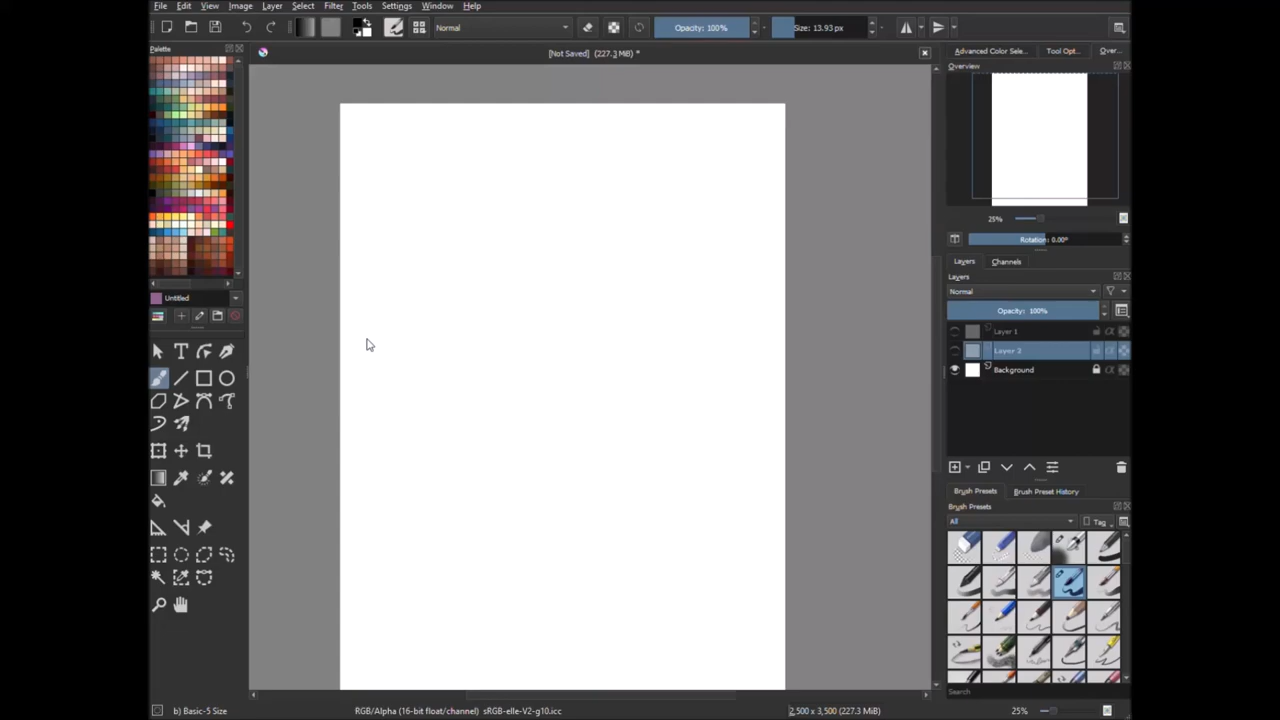 File Edit View Image Layer Select Filter Tools Settings Window Help
Normal Opacity: 100% Size: 13.93 px
Palette
[Not Saved] (227.3 MiB) *
Advanced Color Sele... Tool Opt... Over...
Overview
25%
Rotation: 0.00°
Layers Channels
Layers
Normal
Untitled
Opacity: 100%
Layer 1
Layer 2
Background
Brush Presets Brush Preset History
Brush Presets
All Tag
Search
b) Basic-5 Size RGB/Alpha (16-bit float/channel) sRGB-elle-V2-g10.icc 2,500 x 3,500 (227.3 MiB) 25%